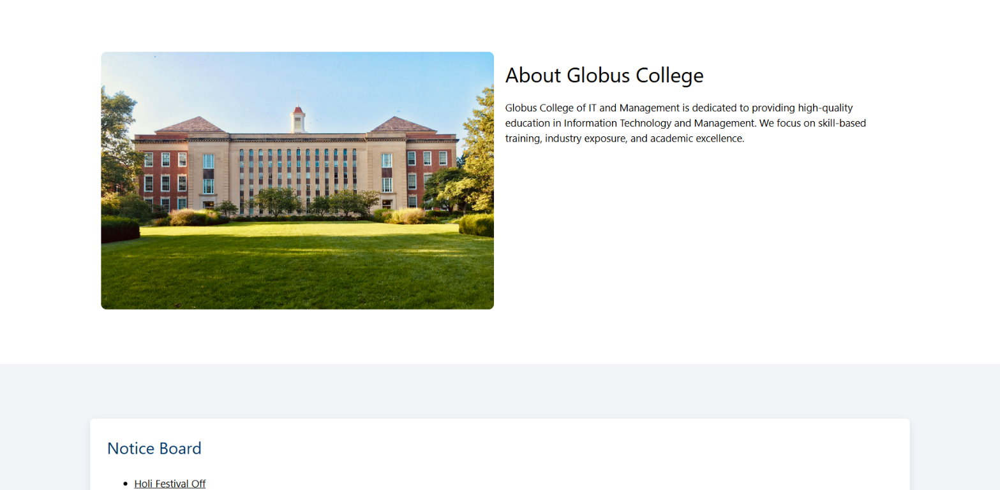 About Globus College
Globus College of IT and Management is dedicated to providing high-quality
education in Information Technology and Management. We focus on skill-based
training, industry exposure, and academic excellence.
Notice Board
Holi Festival Off